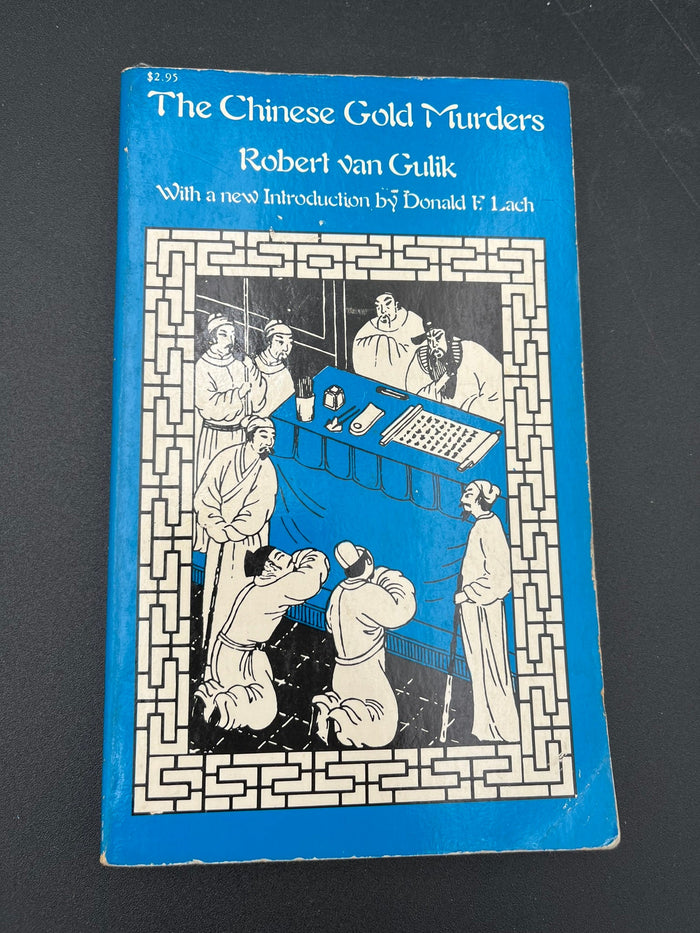 $2.95
The Chinese Gold Murders
Robert van Gulik
With a new Introduction by Donald F. Lach